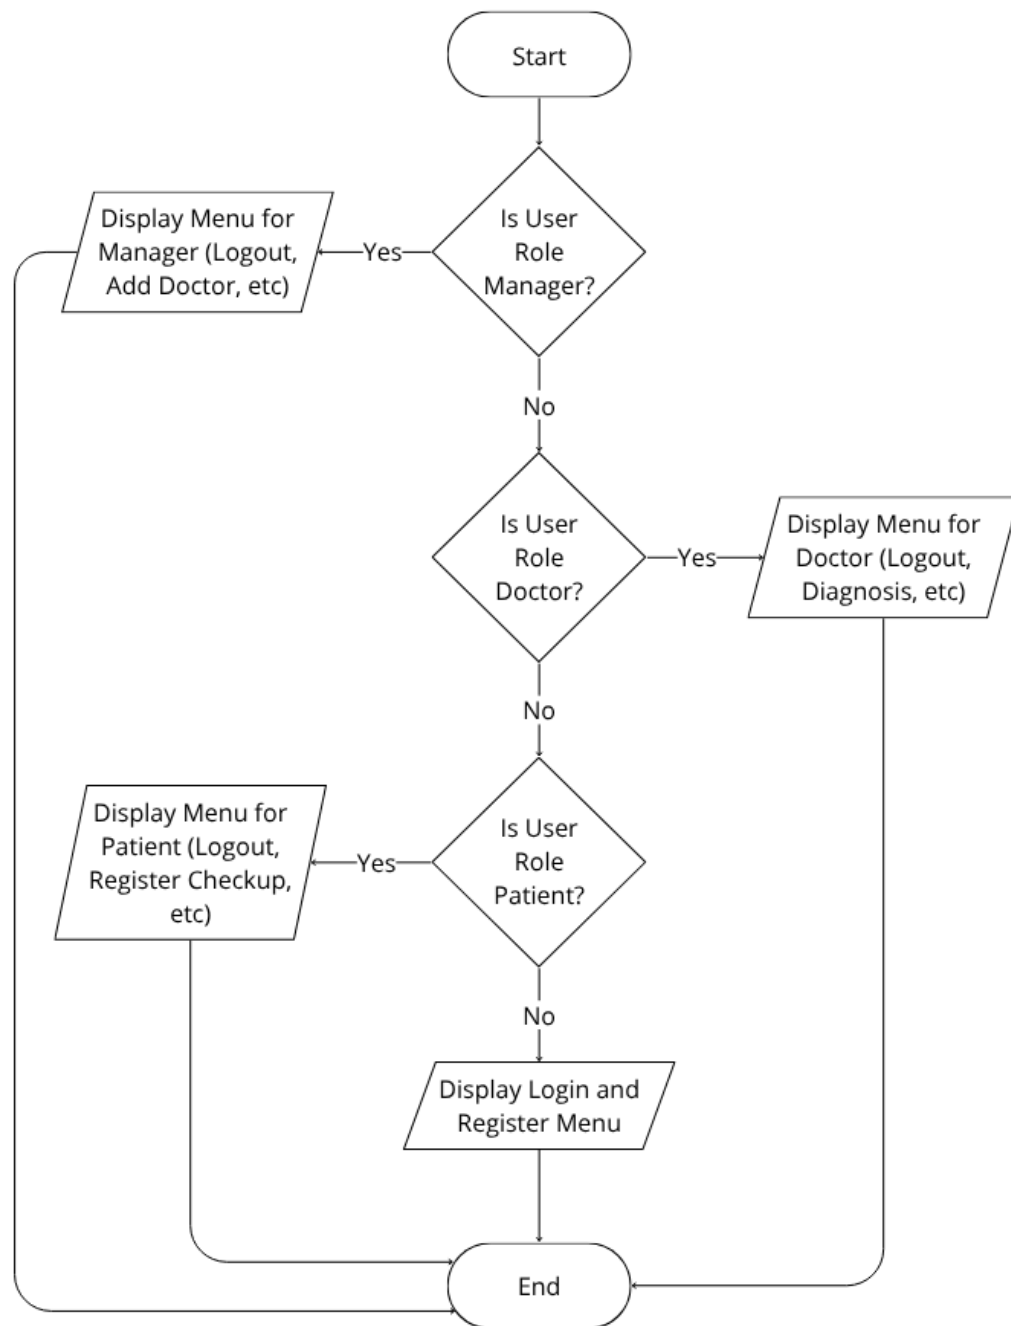 Start
Is User
Role
Manager?
Yes
Display Menu for
Manager (Logout,
Add Doctor, etc)
No
Is User
Role
Doctor?
Yes
Display Menu for
Doctor (Logout,
Diagnosis, etc)
No
Is User
Role
Patient?
Yes
Display Menu for
Patient (Logout,
Register Checkup,
etc)
No
Display Login and
Register Menu
End